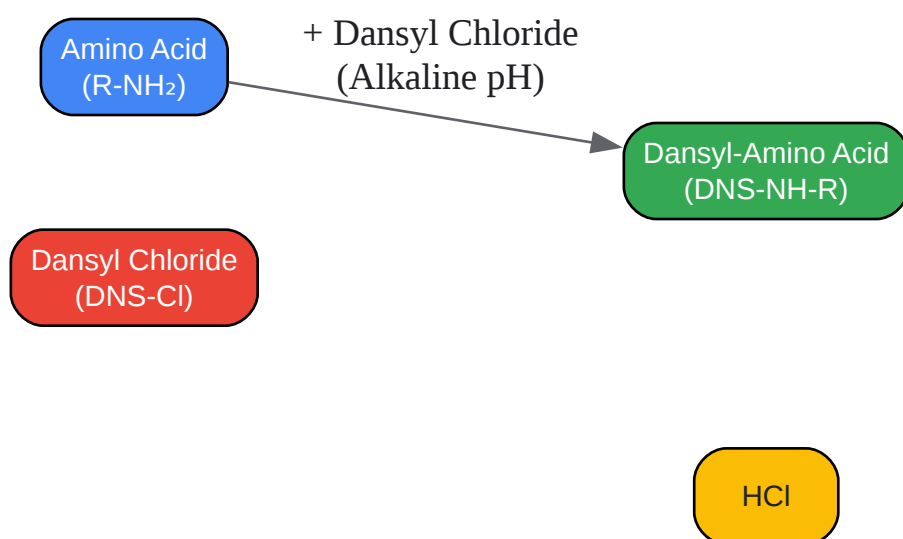 Amino Acid
(R-NH₂)
+ Dansyl Chloride
(Alkaline pH)
Dansyl-Amino Acid
(DNS-NH-R)
Dansyl Chloride
(DNS-Cl)
HCl